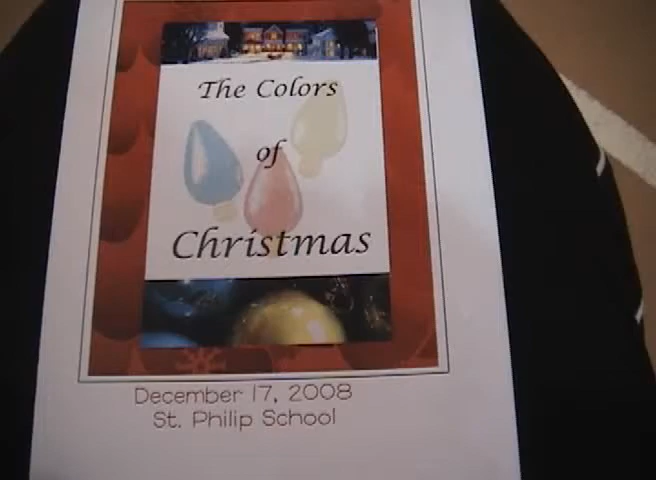 The Colors
of
Christmas
December 17, 2008
St. Philip School